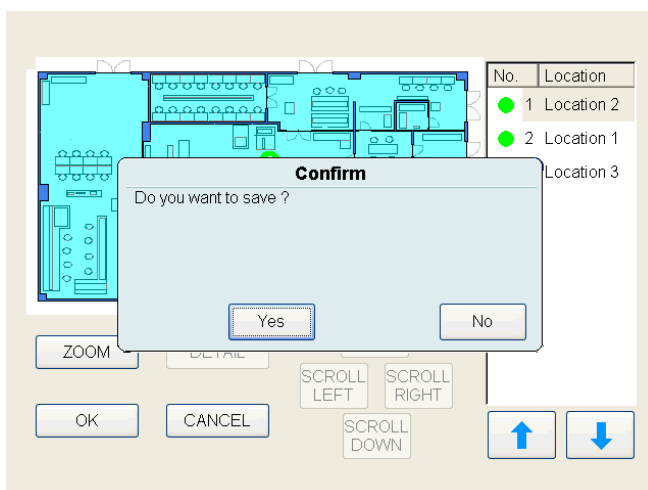 No. Location
1 Location 2
2 Location 1
Location 3
Confirm
Do you want to save ?
Yes No
ZOOM
DETAIL
SCROLL LEFT
SCROLL RIGHT
OK
CANCEL
SCROLL DOWN